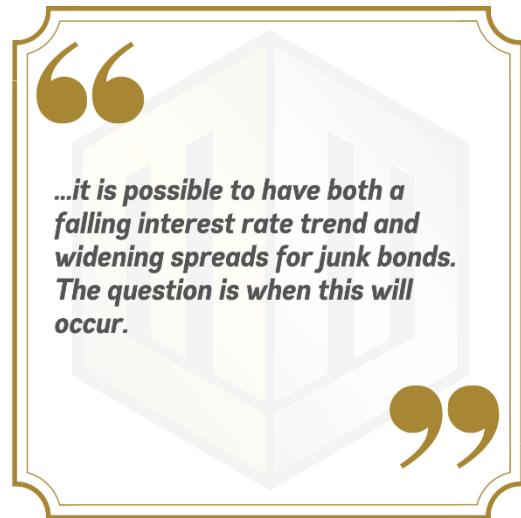 ...it is possible to have both a
falling interest rate trend and
widening spreads for junk bonds.
The question is when this will
occur.